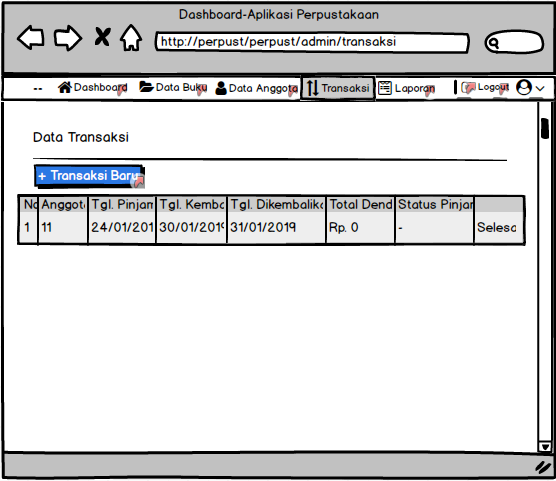 Dashboard-Aplikasi Perpustakaan
http://perpust/perpust/admin/transaksi
-- Dashboard Data Buku Data Anggota Transaksi Laporan Logout
Data Transaksi
+ Transaksi Baru
No Anggota Tgl. Pinjam Tgl. Kemba Tgl. Dikembalika Total Dend Status Pinjam
1 11 24/01/201 30/01/2019 31/01/2019 Rp. 0 - Selesa